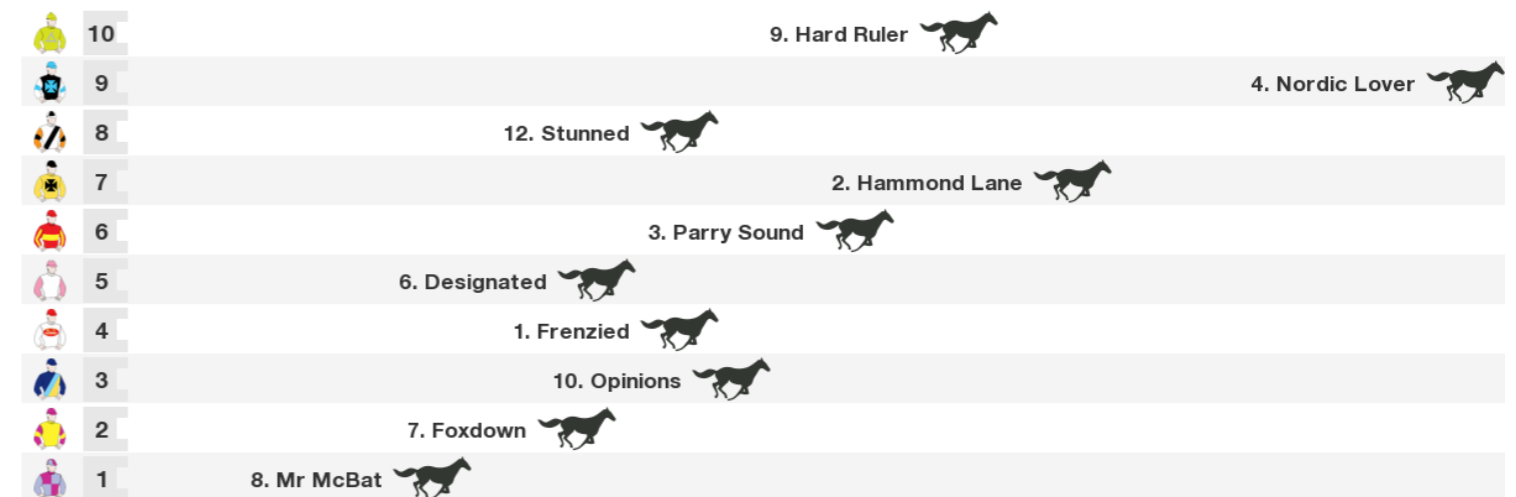 10 9. Hard Ruler
9 4. Nordic Lover
8 12. Stunned
7 2. Hammond Lane
6 3. Parry Sound
5 6. Designated
4 1. Frenzied
3 10. Opinions
2 7. Foxdown
1 8. Mr McBat